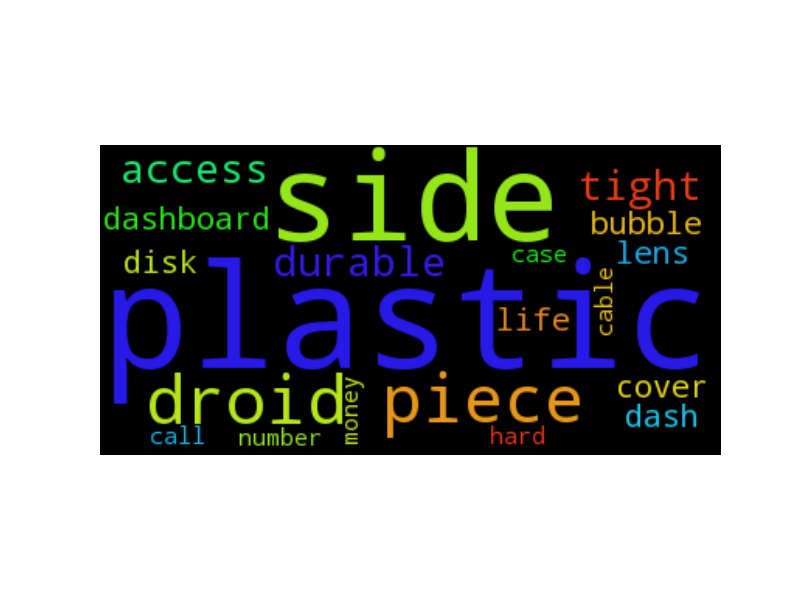 access
side
tight
dashboard
bubble
disk
durable
case
lens
plastic
life
cable
droid
money
piece
cover
dash
call
number
hard